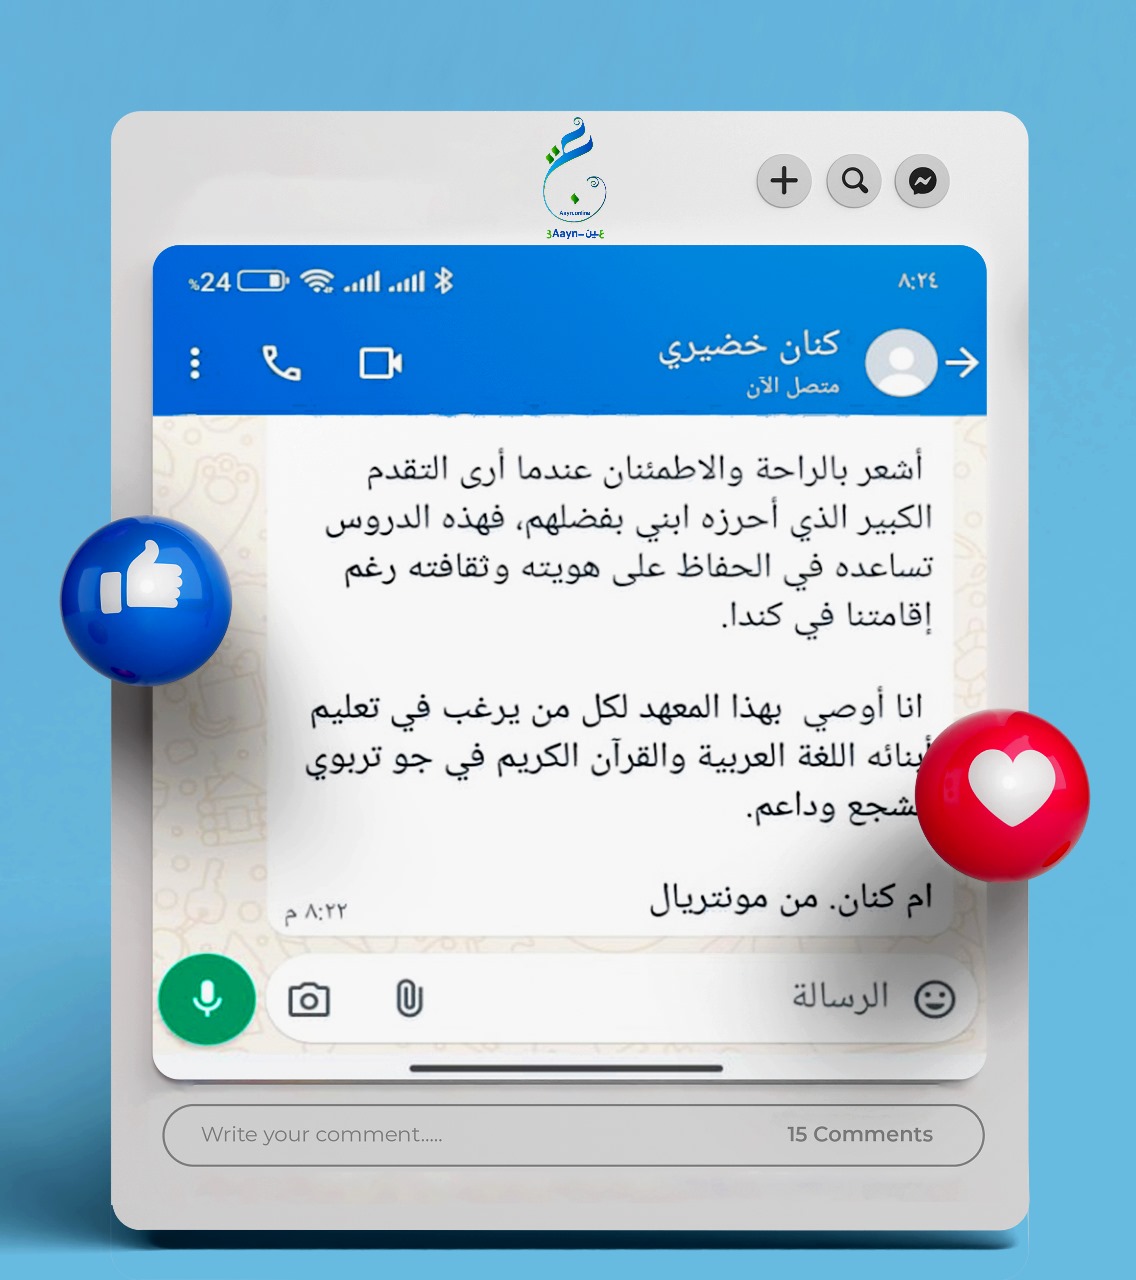 Aayn.online
3Aayn–عين
%24
٨:٢٤
كنان خضيري
متصل الآن
أشعر بالراحة والاطمئنان عندما أرى التقدم
الكبير الذي أحرزه ابني بفضلهم، فهذه الدروس
تساعده في الحفاظ على هويته وثقافته رغم
إقامتنا في كندا.
انا أوصي بهذا المعهد لكل من يرغب في تعليم
أبنائه اللغة العربية والقرآن الكريم في جو تربوي
وداعم.
ام كنان. من مونتريال
٨:٢٢ م
الرسالة
Write your comment..... 15 Comments